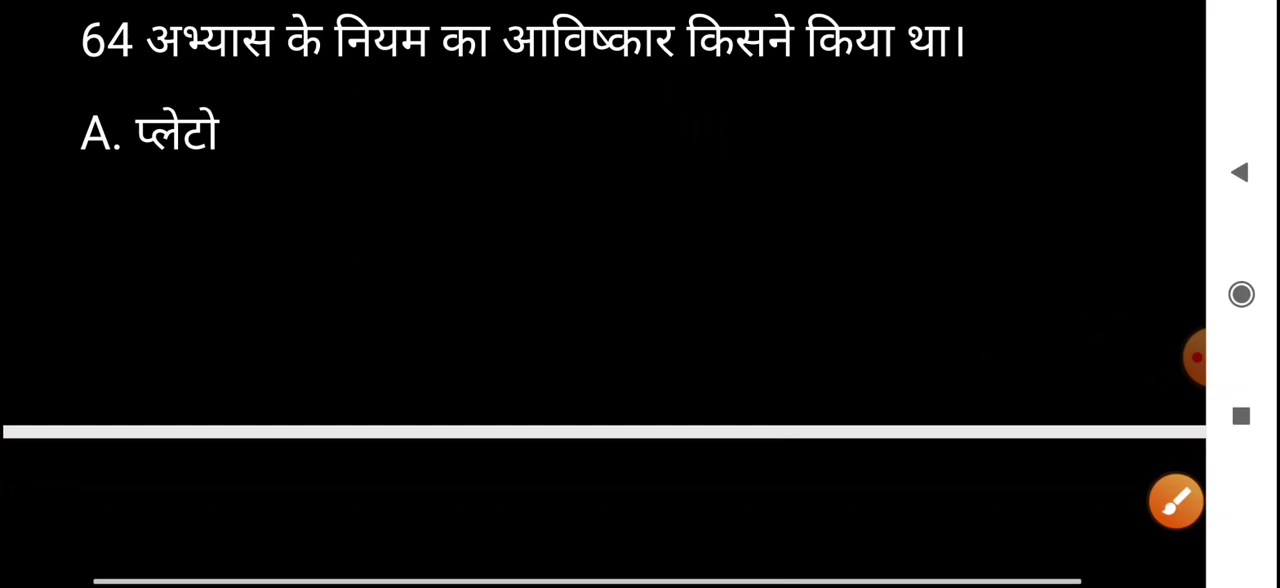 64 अभ्यास के नियम का आविष्कार किसने किया था।
A. प्लेटो